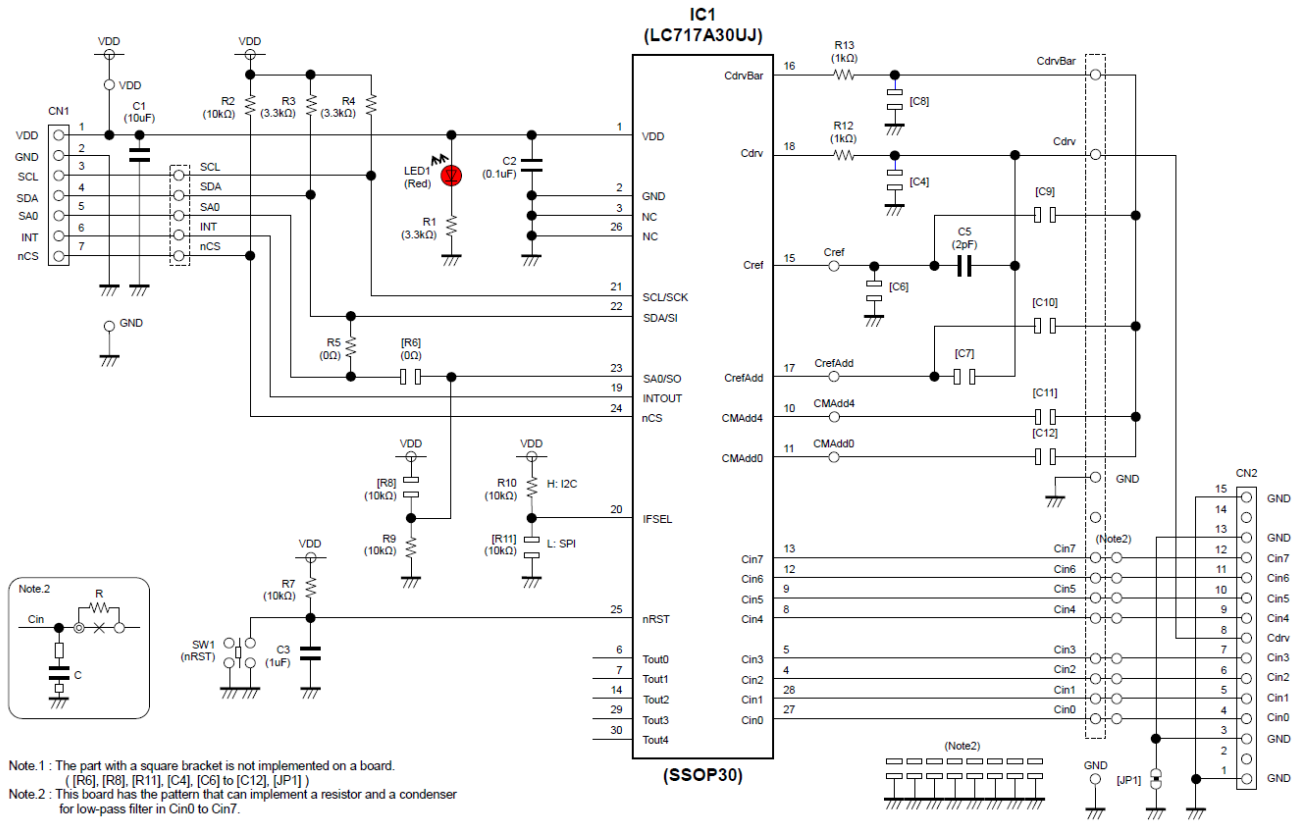 IC1
(LC717A30UJ)
VDD
VDD
VDD
CN1
C1
(10uF)
R2
(10kΩ)
R3
(3.3kΩ)
R4
(3.3kΩ)
VDD 1
GND 2
SCL 3
SDA 4
SA0 5
INT 6
nCS 7
SCL
SDA
SA0
INT
nCS
GND
LED1
(Red)
R1
(3.3kΩ)
C2
(0.1uF)
1 VDD
2 GND
3 NC
26 NC
21 SCL/SCK
22 SDA/SI
23 SA0/SO
19 INTOUT
24 nCS
20 IFSEL
25 nRST
6 Tout0
7 Tout1
14 Tout2
29 Tout3
30 Tout4
R5
(0Ω)
[R6]
(0Ω)
VDD
[R8]
(10kΩ)
R9
(10kΩ)
VDD
R10
(10kΩ)
H: I2C
[R11]
(10kΩ)
L: SPI
VDD
R7
(10kΩ)
SW1
(nRST)
C3
(1uF)
CdrvBar 16
R13
(1kΩ)
[C8]
CdrvBar
Cdrv 18
R12
(1kΩ)
[C4]
Cdrv
[C9]
C5
(2pF)
Cref 15
Cref
[C6]
[C10]
[C7]
CrefAdd 17
CrefAdd
[C11]
CMAdd4 10
CMAdd4
[C12]
CMAdd0 11
CMAdd0
GND
(Note2)
Cin7 13
Cin6 12
Cin5 9
Cin4 8
Cin3 5
Cin2 4
Cin1 28
Cin0 27
Cin7
Cin6
Cin5
Cin4
Cin3
Cin2
Cin1
Cin0
CN2
15 GND
14
13 GND
12 Cin7
11 Cin6
10 Cin5
9 Cin4
8 Cdrv
7 Cin3
6 Cin2
5 Cin1
4 Cin0
3 GND
2
1 GND
(Note2)
GND
[JP1]
(SSOP30)
Note.2
R
Cin
C
Note.1 : The part with a square bracket is not implemented on a board.
( [R6], [R8], [R11], [C4], [C6] to [C12], [JP1] )
Note.2 : This board has the pattern that can implement a resistor and a condenser
for low-pass filter in Cin0 to Cin7.